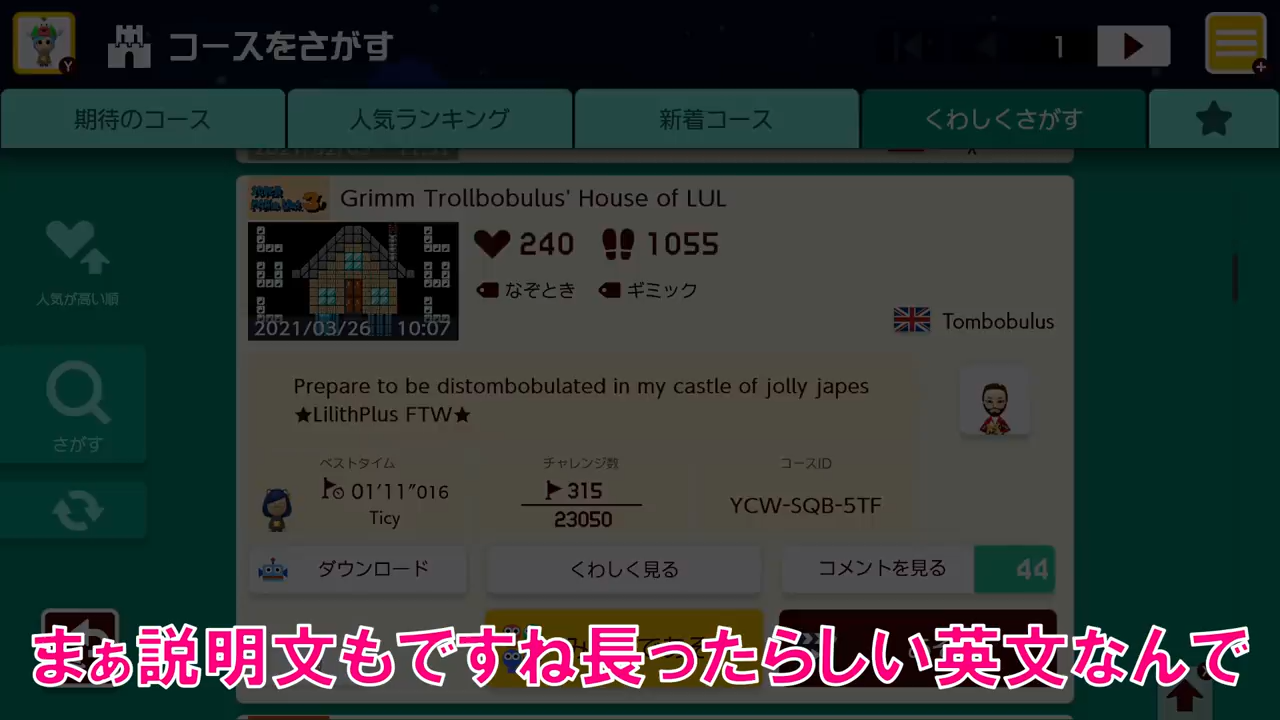 コースをさがす
1
期待のコース
人気ランキング
新着コース
くわしくさがす
Grimm Trollbobulus' House of LUL
240
1055
なぞとき
ギミック
2021/03/26 10:07
Tombobulus
人気が高い順
Prepare to be distombobulated in my castle of jolly japes
★LilithPlus FTW★
さがす
ベストタイム
チャレンジ数
コースID
01'11"016
315
23050
YCW-SQB-5TF
Ticy
ダウンロード
くわしく見る
コメントを見る
44
まぁ説明文もですね長ったらしい英文なんで